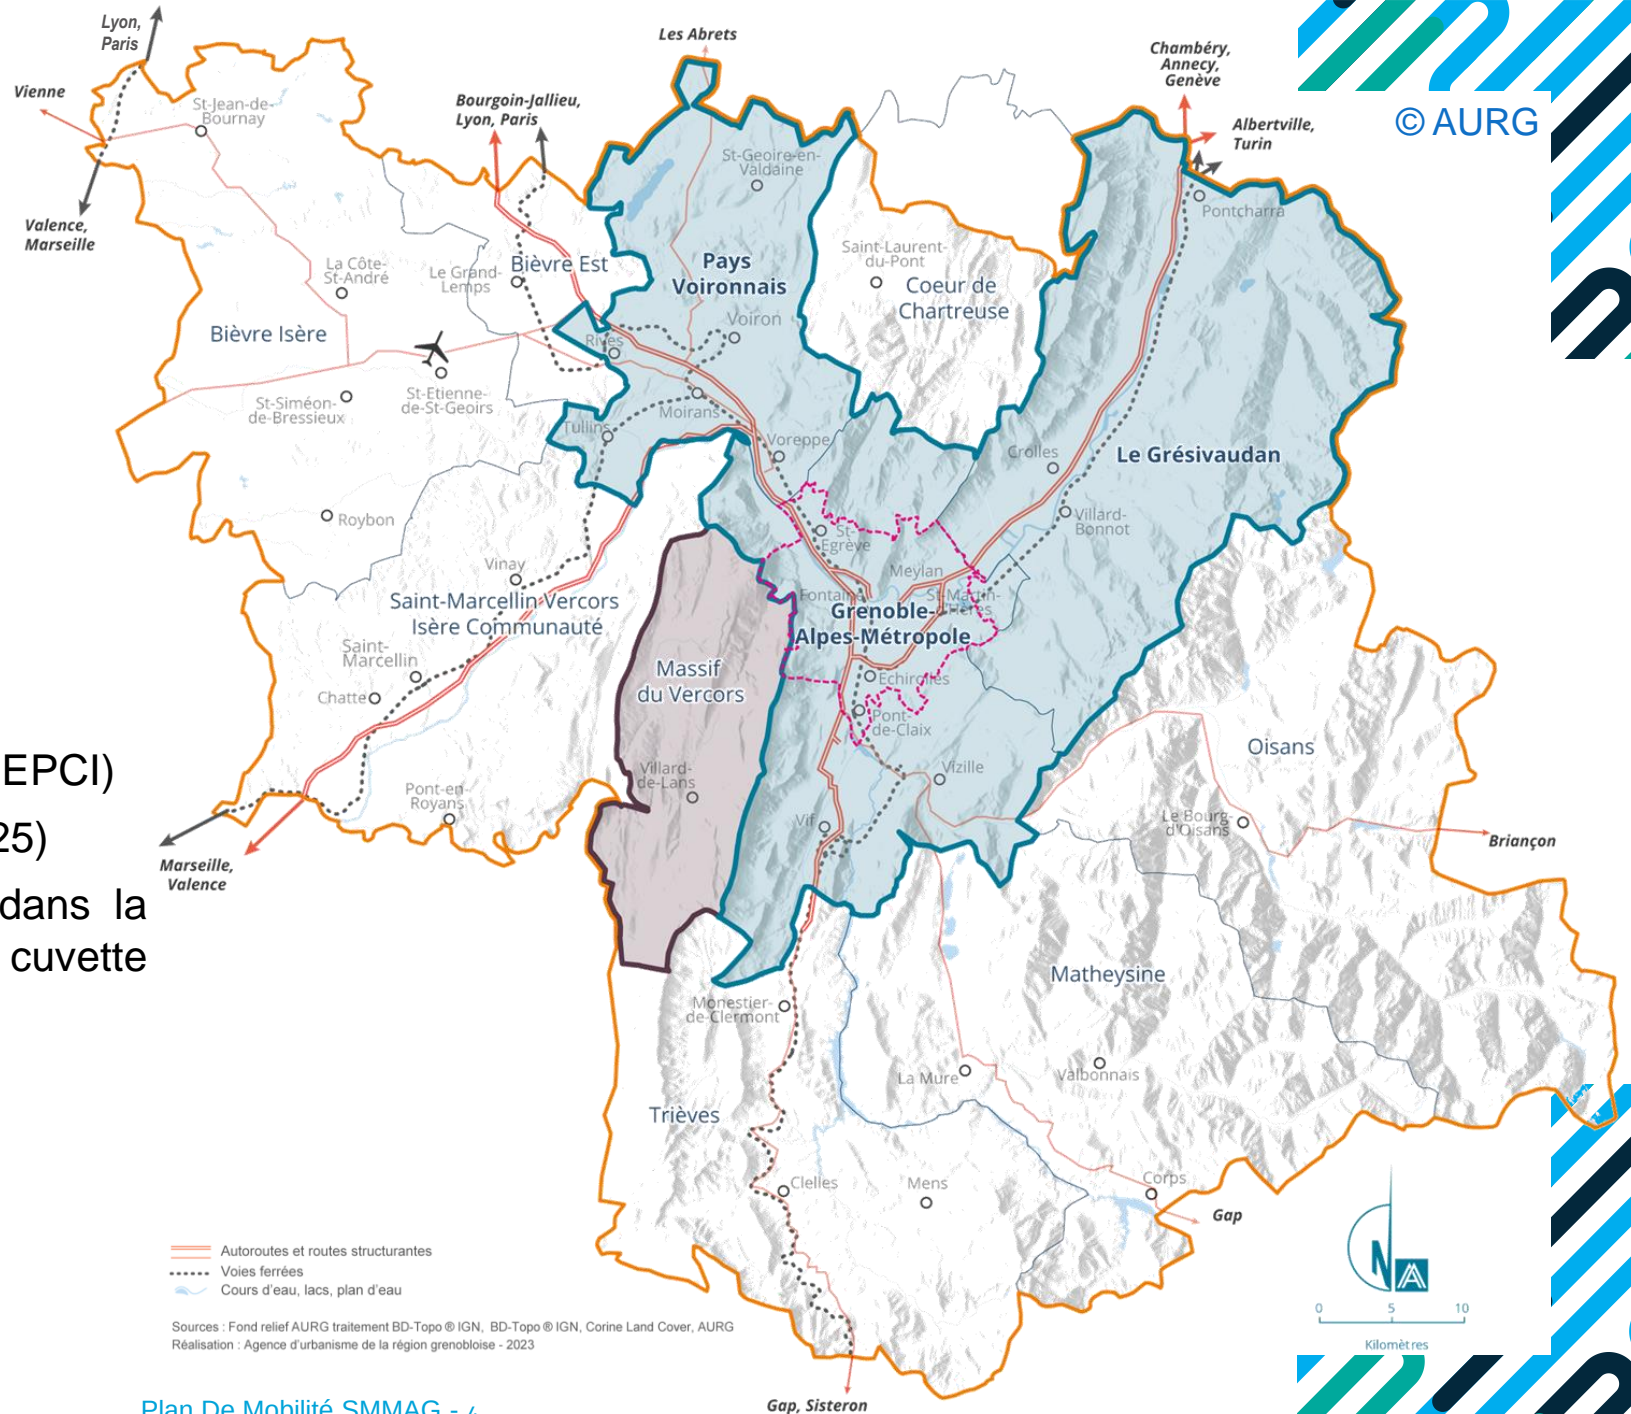 Lyon,
Paris
Vienne
St-Jean-de-
Bournay
Bourgoin-Jallieu,
Lyon, Paris
Les Abrets
Chambéry,
Annecy,
Genève
© AURG
Albertville,
Turin
St-Geoire-en-
Valdaine
Pontcharra
Valence,
Marseille
La Côte-
St-André
Le Grand-
Lemps
Bièvre Est
Pays
Voironnais
Saint-Laurent-
du-Pont
Coeur de
Chartreuse
Bièvre Isère
Voiron
Rives
St-Siméon-
de-Bressieux
St-Etienne-
de-St-Geoirs
Moirans
Tullins
Voreppe
Crolles
Le Grésivaudan
Roybon
Villard-
Bonnot
St-
Egrève
Vinay
Meylan
Saint-Marcellin Vercors
Isère Communauté
Fontaine
St-Martin-
d'Hères
Grenoble-
Alpes-Métropole
Saint-
Marcellin
Chatte
Massif
du Vercors
Echirolles
Pont-
de-Claix
Oisans
EPCI)
Villard-
de-Lans
Vizille
Pont-en-
Royans
Vif
Le Bourg-
d'Oisans
25)
Briançon
Marseille,
Valence
dans la
cuvette
Matheysine
Monestier-
de-Clermont
La Mure
Valbonnais
Trièves
Clelles
Mens
Corps
Gap
Autoroutes et routes structurantes
Voies ferrées
Cours d'eau, lacs, plan d'eau
N
0 5 10
Kilomètres
Sources : Fond relief AURG traitement BD-Topo ® IGN, BD-Topo ® IGN, Corine Land Cover, AURG
Réalisation : Agence d'urbanisme de la région grenobloise - 2023
Gap, Sisteron
Plan De Mobilité SMMAG -